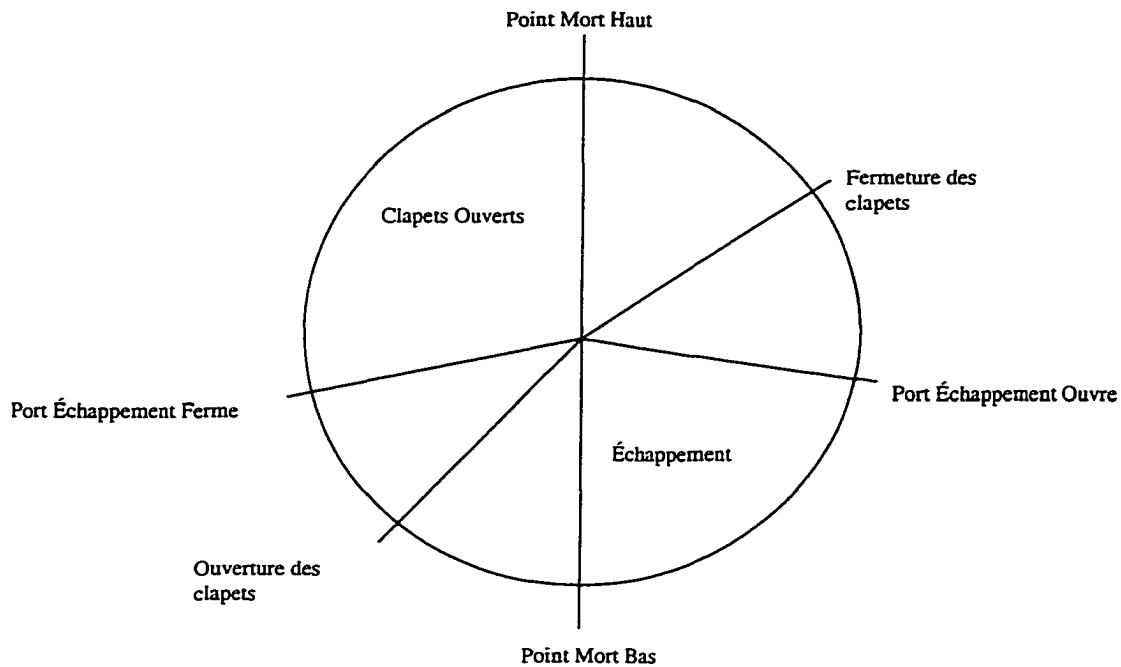 Point Mort Haut
Fermeture des
clapets
Clapets Ouverts
Port Échappement Ouvre
Port Échappement Ferme
Échappement
Ouverture des
clapets
Point Mort Bas